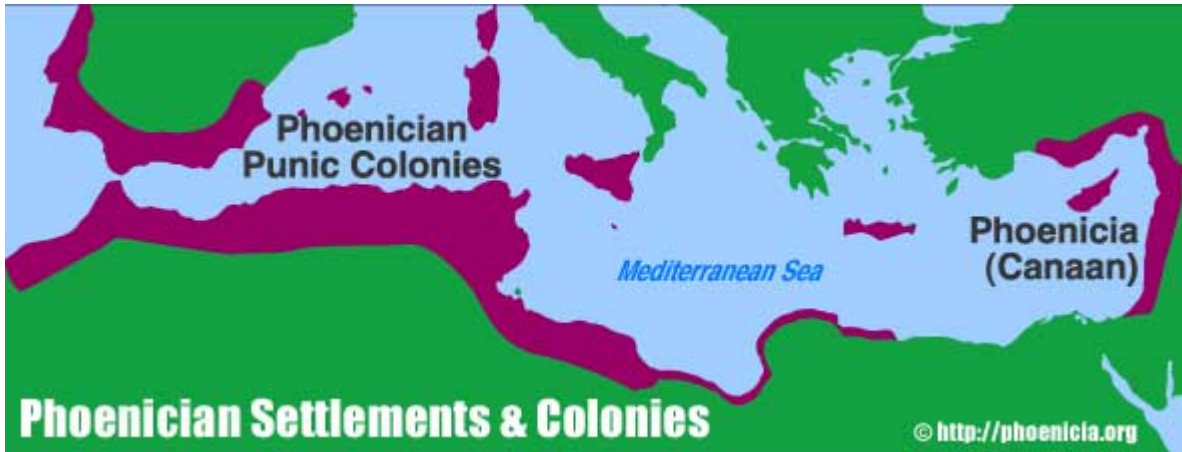 Phoenician
Punic Colonies
Phoenicia
(Canaan)
Mediterranean Sea
Phoenician Settlements & Colonies
© http://phoenicia.org